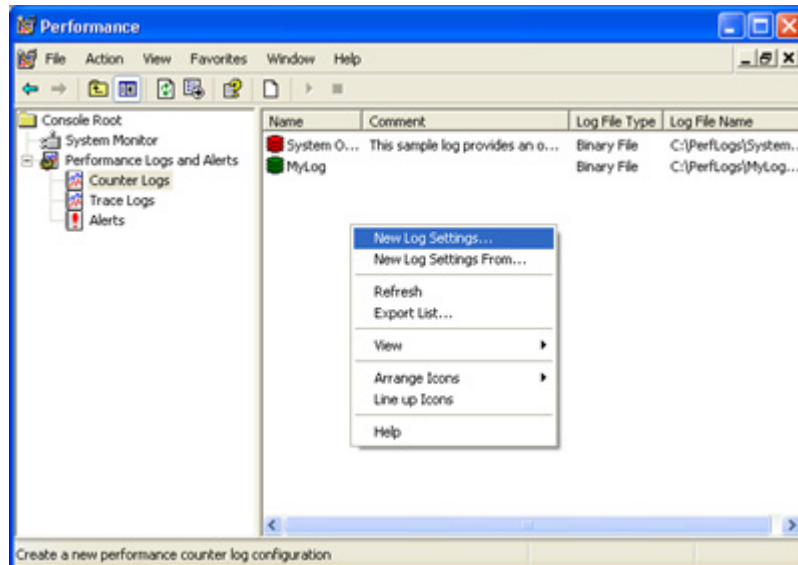 Performance
File Action View Favorites Window Help
Console Root
System Monitor
Performance Logs and Alerts
Counter Logs
Trace Logs
Alerts
Name Comment Log File Type Log File Name
System O... This sample log provides an o... Binary File C:\PerfLogs\System...
MyLog Binary File C:\PerfLogs\MyLog...
New Log Settings...
New Log Settings From...
Refresh
Export List...
View
Arrange Icons
Line up Icons
Help
Create a new performance counter log configuration